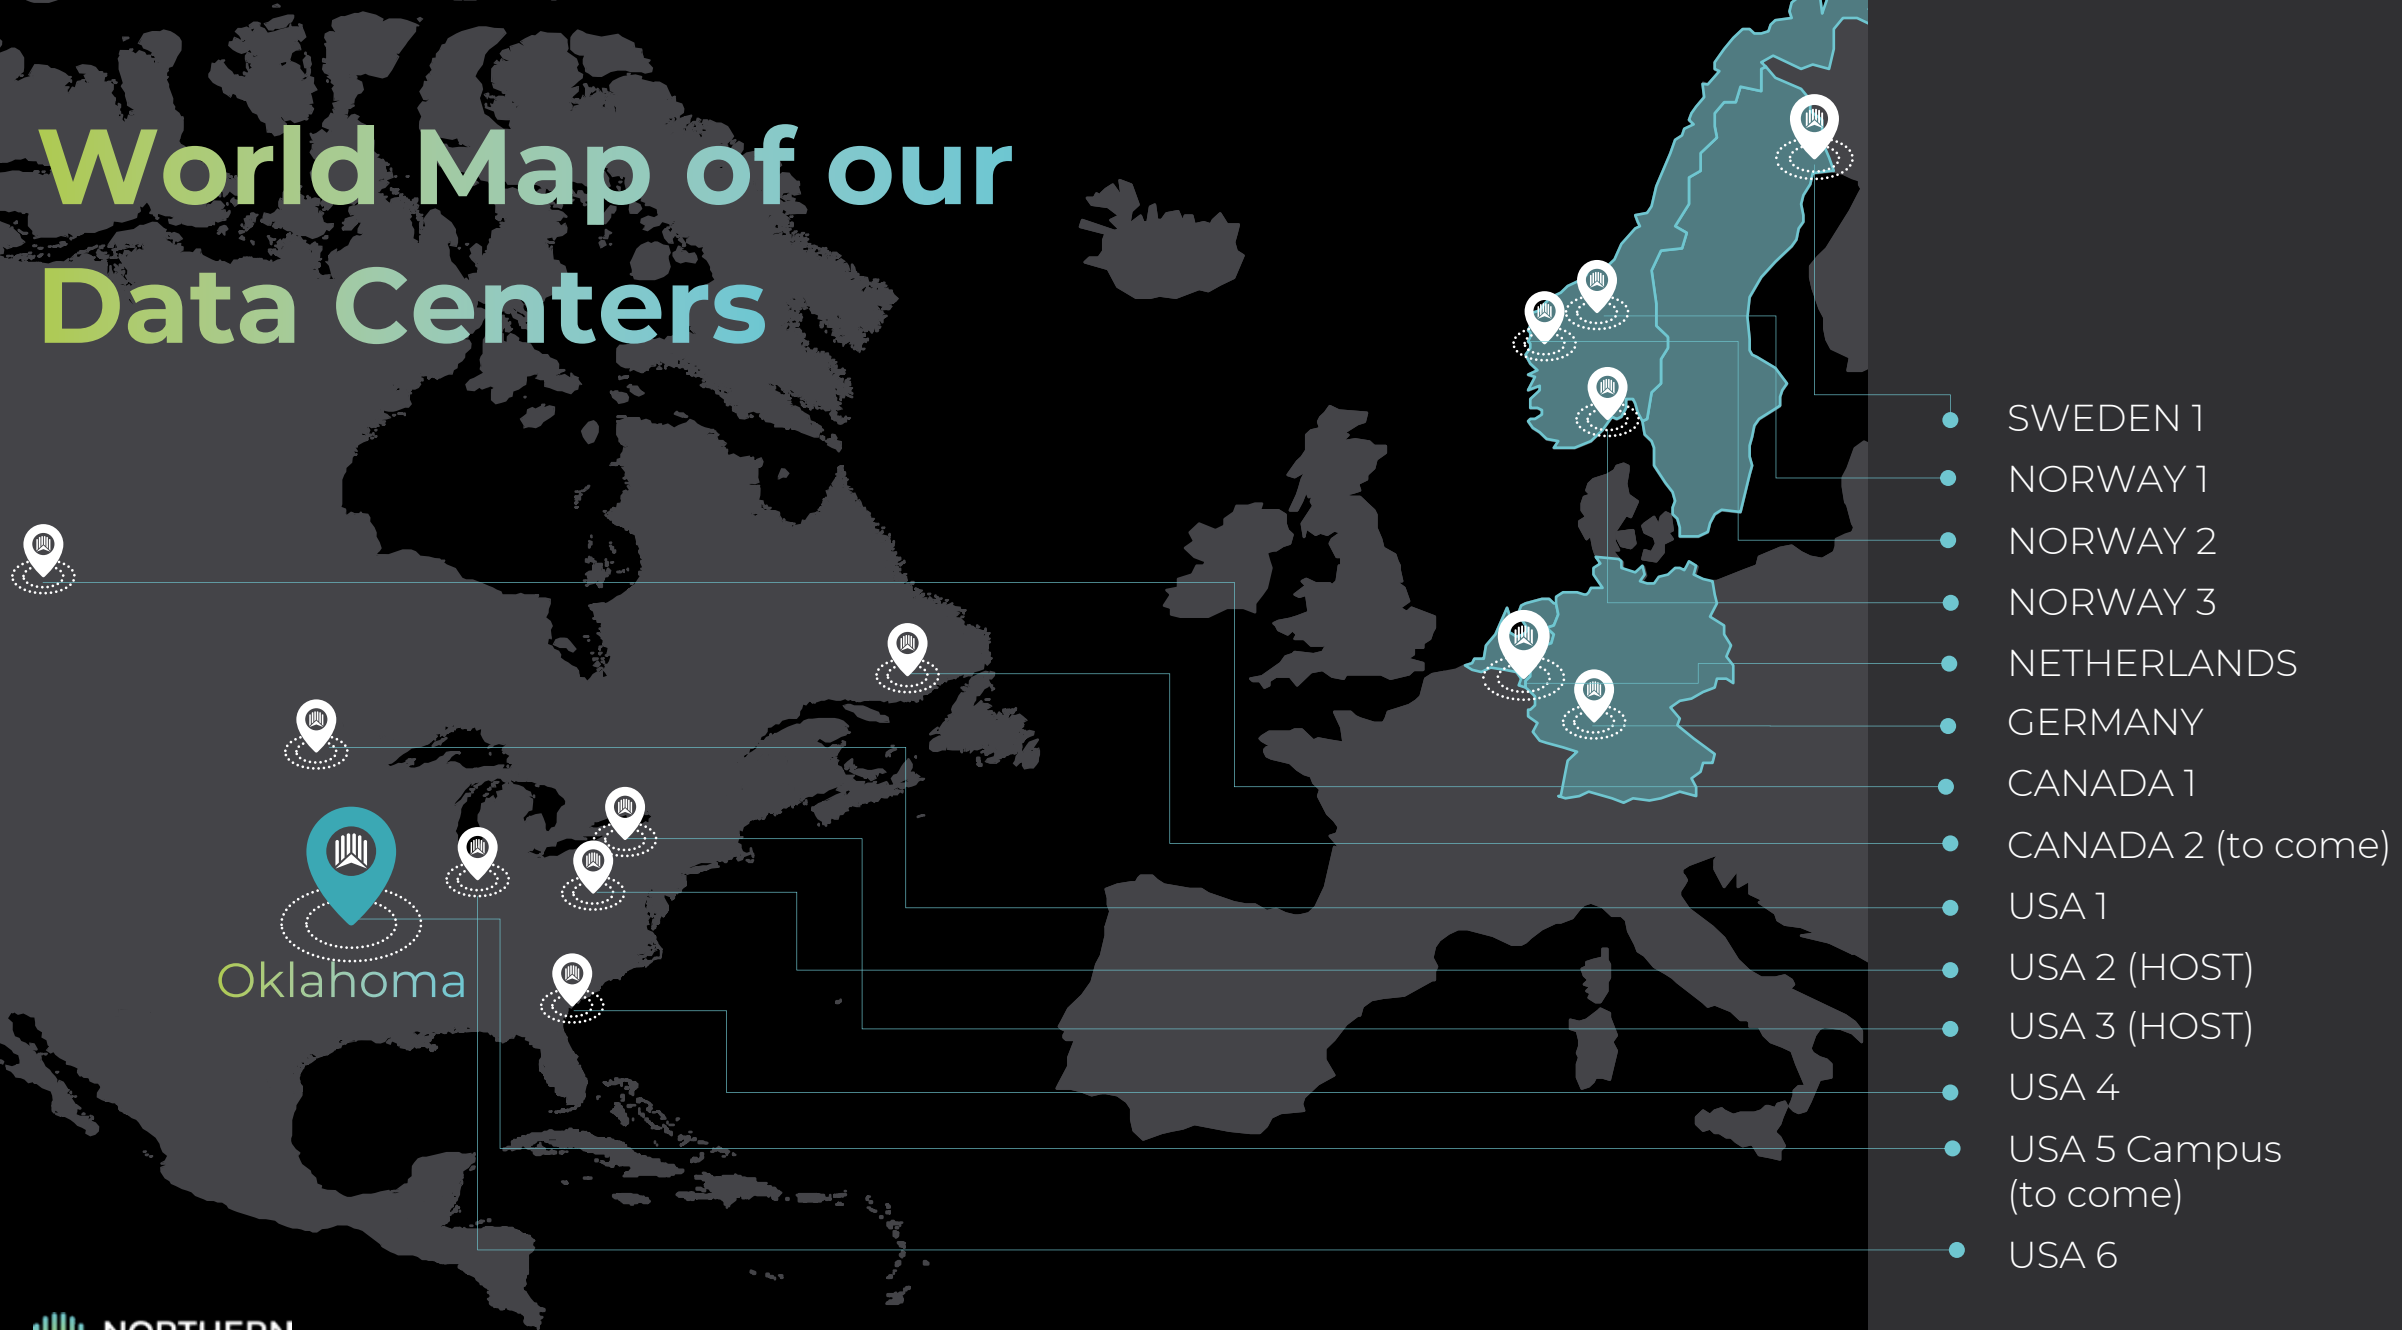 World Map of our
Data Centers
SWEDEN 1
NORWAY 1
NORWAY 2
NORWAY 3
NETHERLANDS
GERMANY
CANADA 1
CANADA 2 (to come)
USA 1
USA 2 (HOST)
USA 3 (HOST)
USA 4
USA 5 Campus
(to come)
USA 6
Oklahoma
NORTHERN